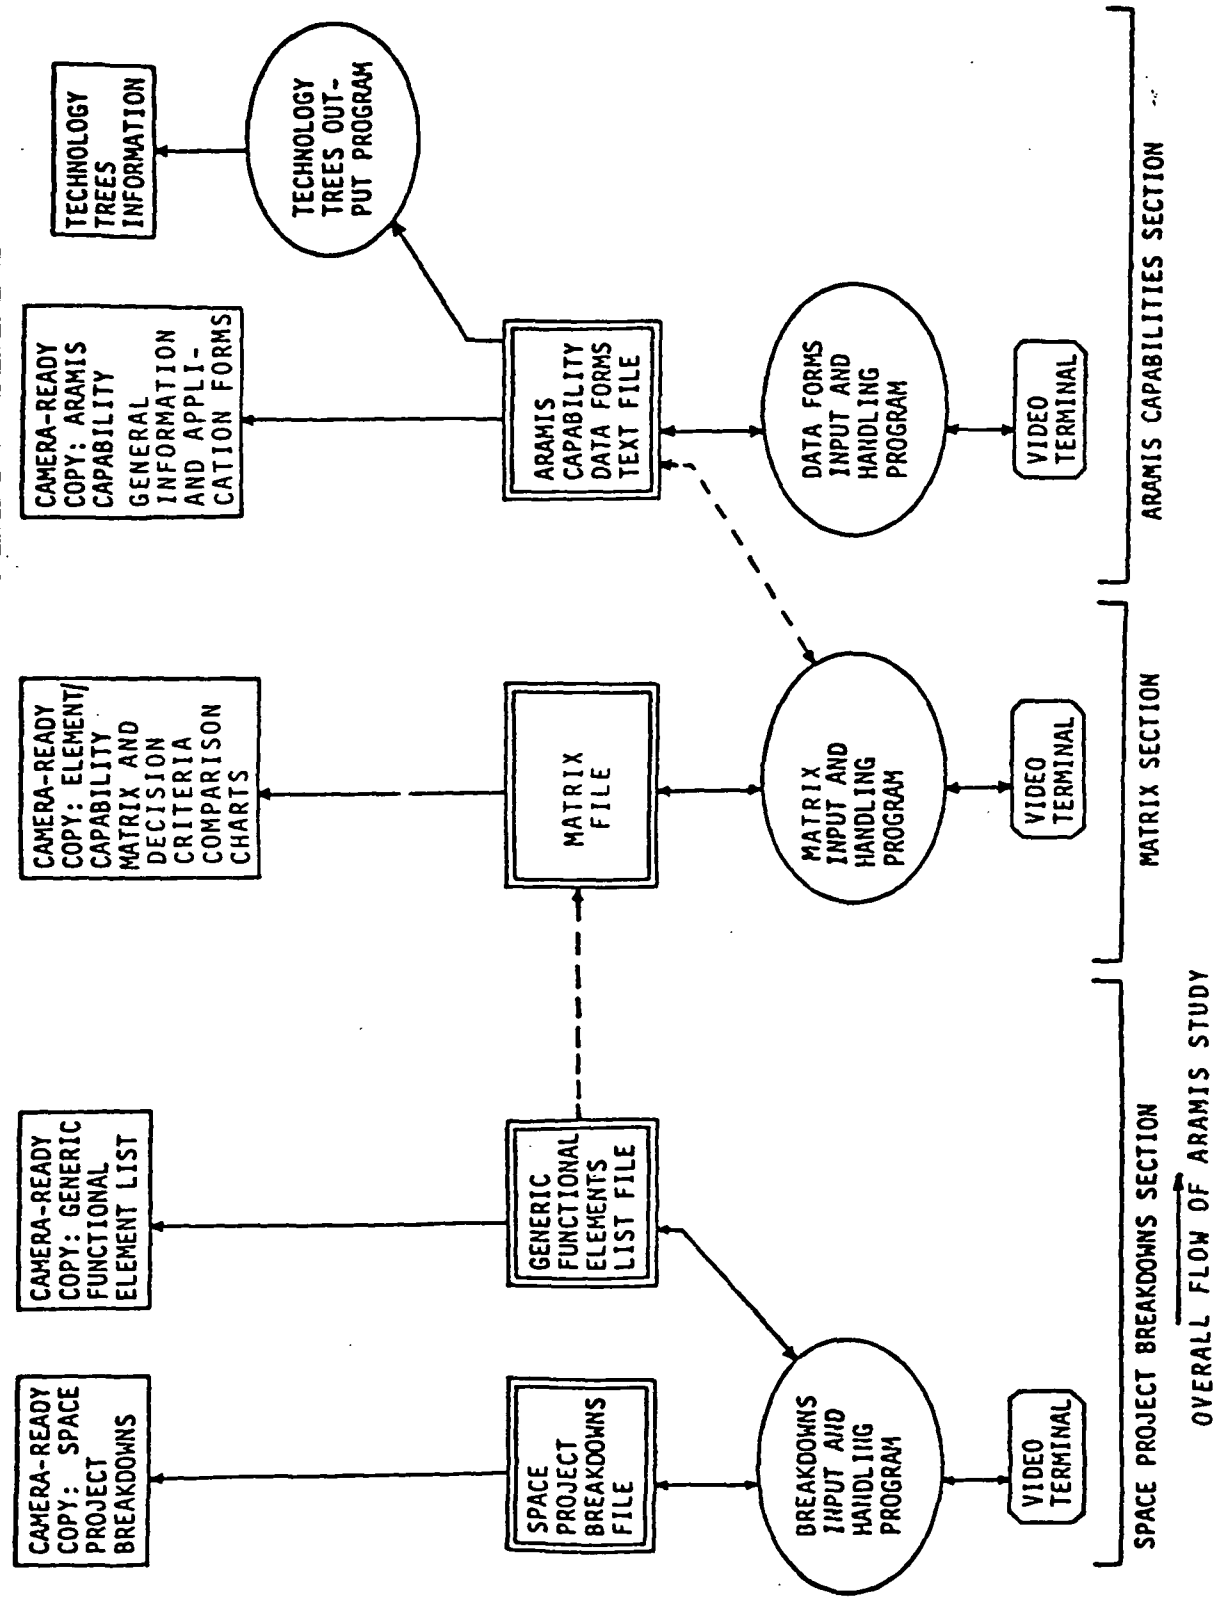 CAMERA-READY
COPY: SPACE
PROJECT
BREAKDOWNS
CAMERA-READY
COPY: GENERIC
FUNCTIONAL
ELEMENT LIST
CAMERA-READY
COPY: ELEMENT/
CAPABILITY
MATRIX AND
DECISION
CRITERIA
COMPARISON
CHARTS
CAMERA-READY
COPY: ARAMIS
CAPABILITY
GENERAL
INFORMATION
AND APPLI-
CATION FORMS
TECHNOLOGY
TREES
INFORMATION
TECHNOLOGY
TREES OUT-
PUT PROGRAM
SPACE
PROJECT
BREAKDOWNS
FILE
GENERIC
FUNCTIONAL
ELEMENTS
LIST FILE
MATRIX
FILE
ARAMIS
CAPABILITY
DATA FORMS
TEXT FILE
BREAKDOWNS
INPUT AND
HANDLING
PROGRAM
MATRIX
INPUT AND
HANDLING
PROGRAM
DATA FORMS
INPUT AND
HANDLING
PROGRAM
VIDEO
TERMINAL
VIDEO
TERMINAL
VIDEO
TERMINAL
SPACE PROJECT BREAKDOWNS SECTION
MATRIX SECTION
ARAMIS CAPABILITIES SECTION
OVERALL FLOW OF ARAMIS STUDY